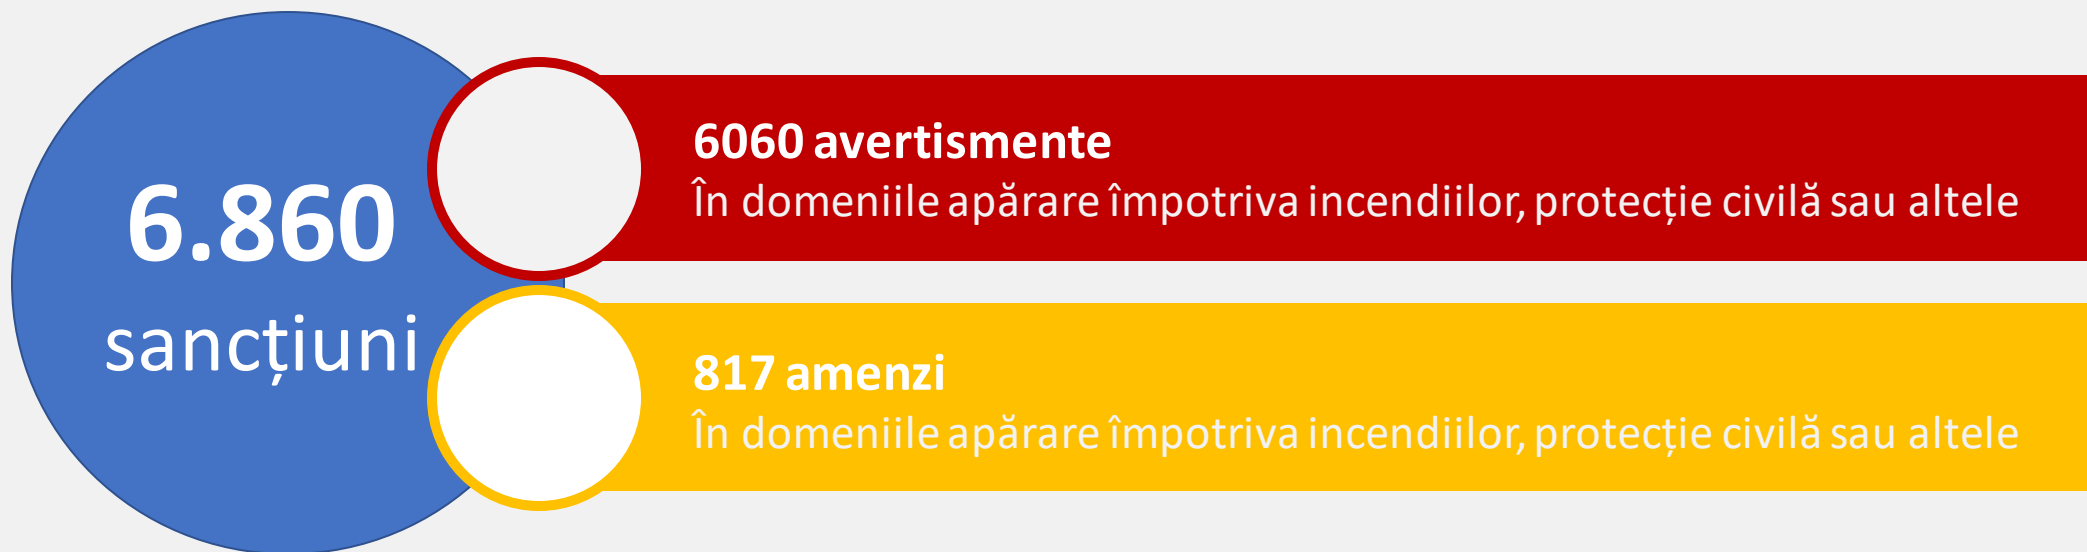 6.860
sancțiuni
6060 avertismente
În domeniile apărare împotriva incendiilor, protecție civilă sau altele
817 amenzi
În domeniile apărare împotriva incendiilor, protecție civilă sau altele